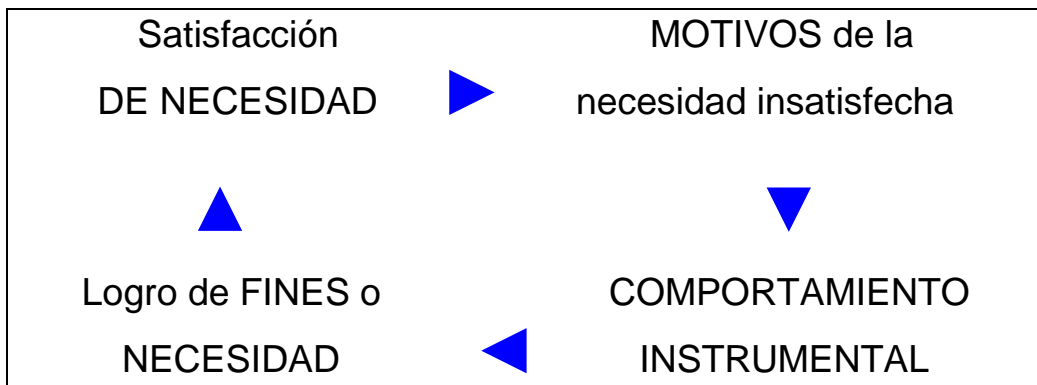 Satisfacción
DE NECESIDAD
MOTIVOS de la
necesidad insatisfecha
Logro de FINES o
NECESIDAD
COMPORTAMIENTO
INSTRUMENTAL